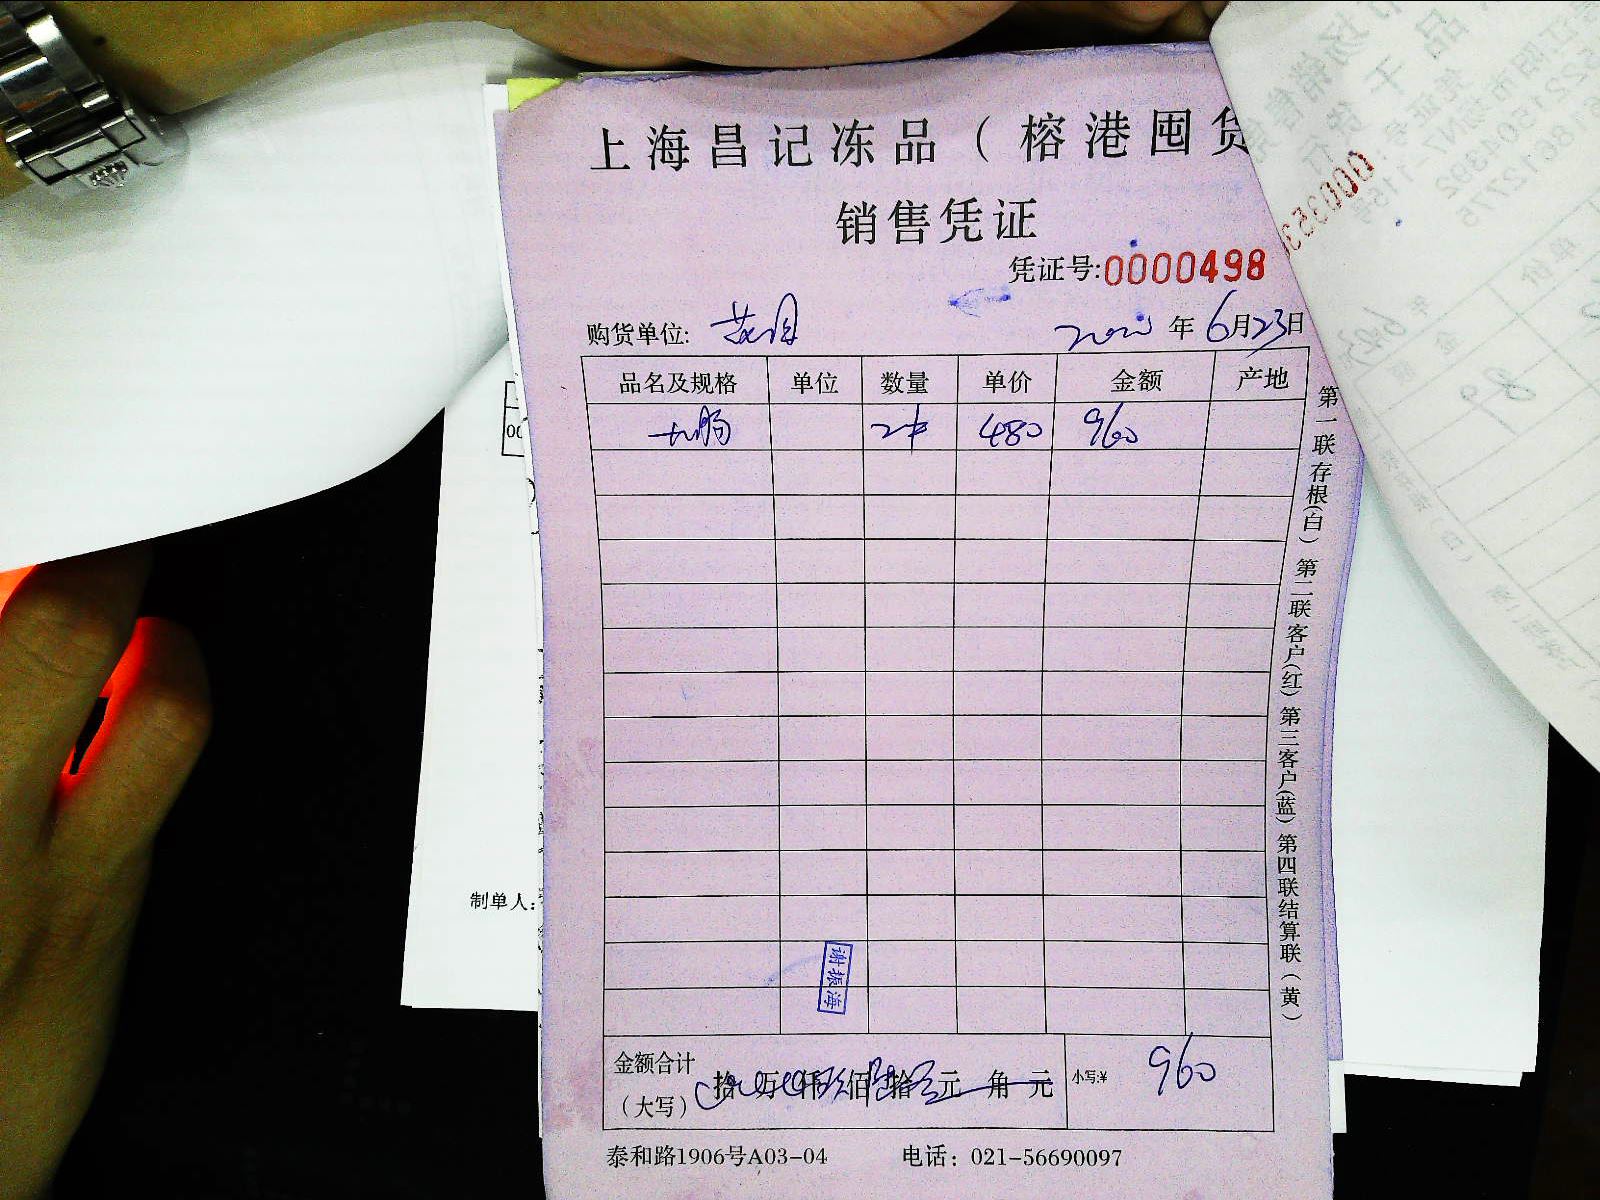 上海昌记冻品（榕港囤货
销售凭证
凭证号:0000498
购货单位:
年 6月23日
品名及规格 单位 数量 单价 金额 产地
2件 480 960
金额合计（大写） 拾 万 仟 佰 拾 元 角 元 小写:¥ 960
泰和路1906号A03-04 电话：021-56690097
第一联存根(白) 第二联客户(红) 第三客户(蓝) 第四联结算联(黄)
谢振海
制单人: